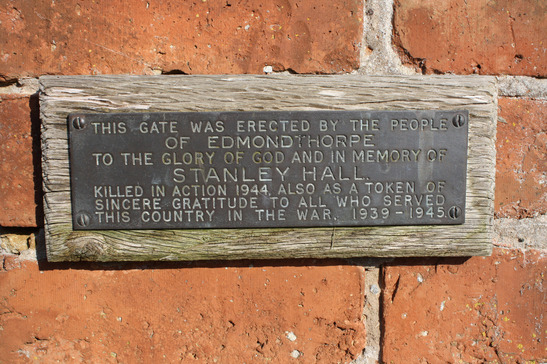 THIS GATE WAS ERECTED BY THE PEOPLE
OF EDMONDTHORPE
TO THE GLORY OF GOD AND IN MEMORY OF
STANLEY HALL.
KILLED IN ACTION 1944, ALSO AS A TOKEN OF
SINCERE GRATITUDE TO ALL WHO SERVED
THIS COUNTRY IN THE WAR. 1939 - 1945.